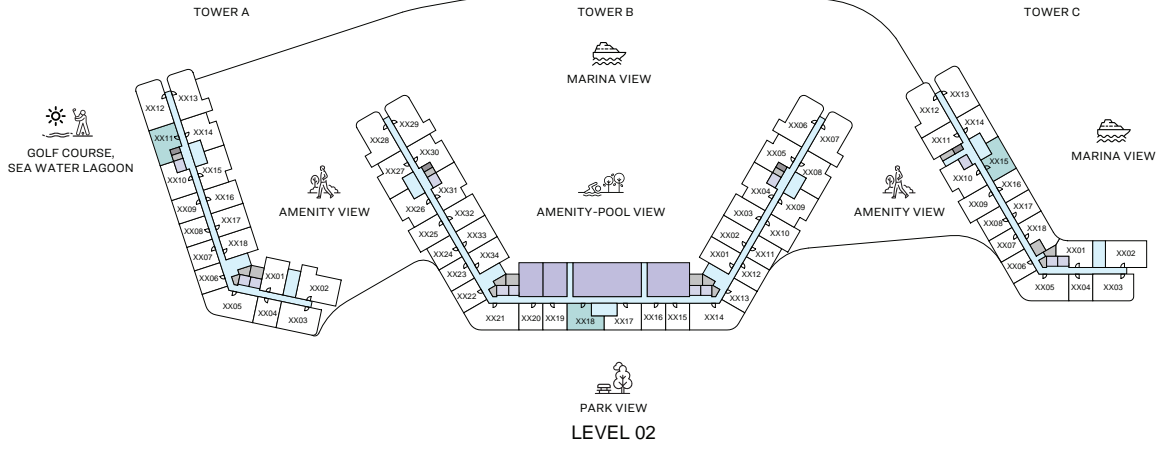 TOWER A
TOWER B
TOWER C
MARINA VIEW
GOLF COURSE,
SEA WATER LAGOON
AMENITY VIEW
AMENITY-POOL VIEW
AMENITY VIEW
MARINA VIEW
XX12
XX13
XX11
XX14
XX10
XX15
XX09
XX16
XX08
XX17
XX07
XX18
XX06
XX01
XX02
XX05
XX04
XX03
XX28
XX29
XX27
XX30
XX26
XX31
XX25
XX32
XX24
XX33
XX23
XX34
XX22
XX21
XX20
XX19
XX18
XX17
XX16
XX15
XX14
XX13
XX12
XX11
XX10
XX09
XX08
XX07
XX06
XX05
XX04
XX03
XX02
XX01
XX12
XX13
XX11
XX14
XX10
XX15
XX09
XX16
XX08
XX17
XX07
XX18
XX06
XX01
XX02
XX05
XX04
XX03
PARK VIEW
LEVEL 02